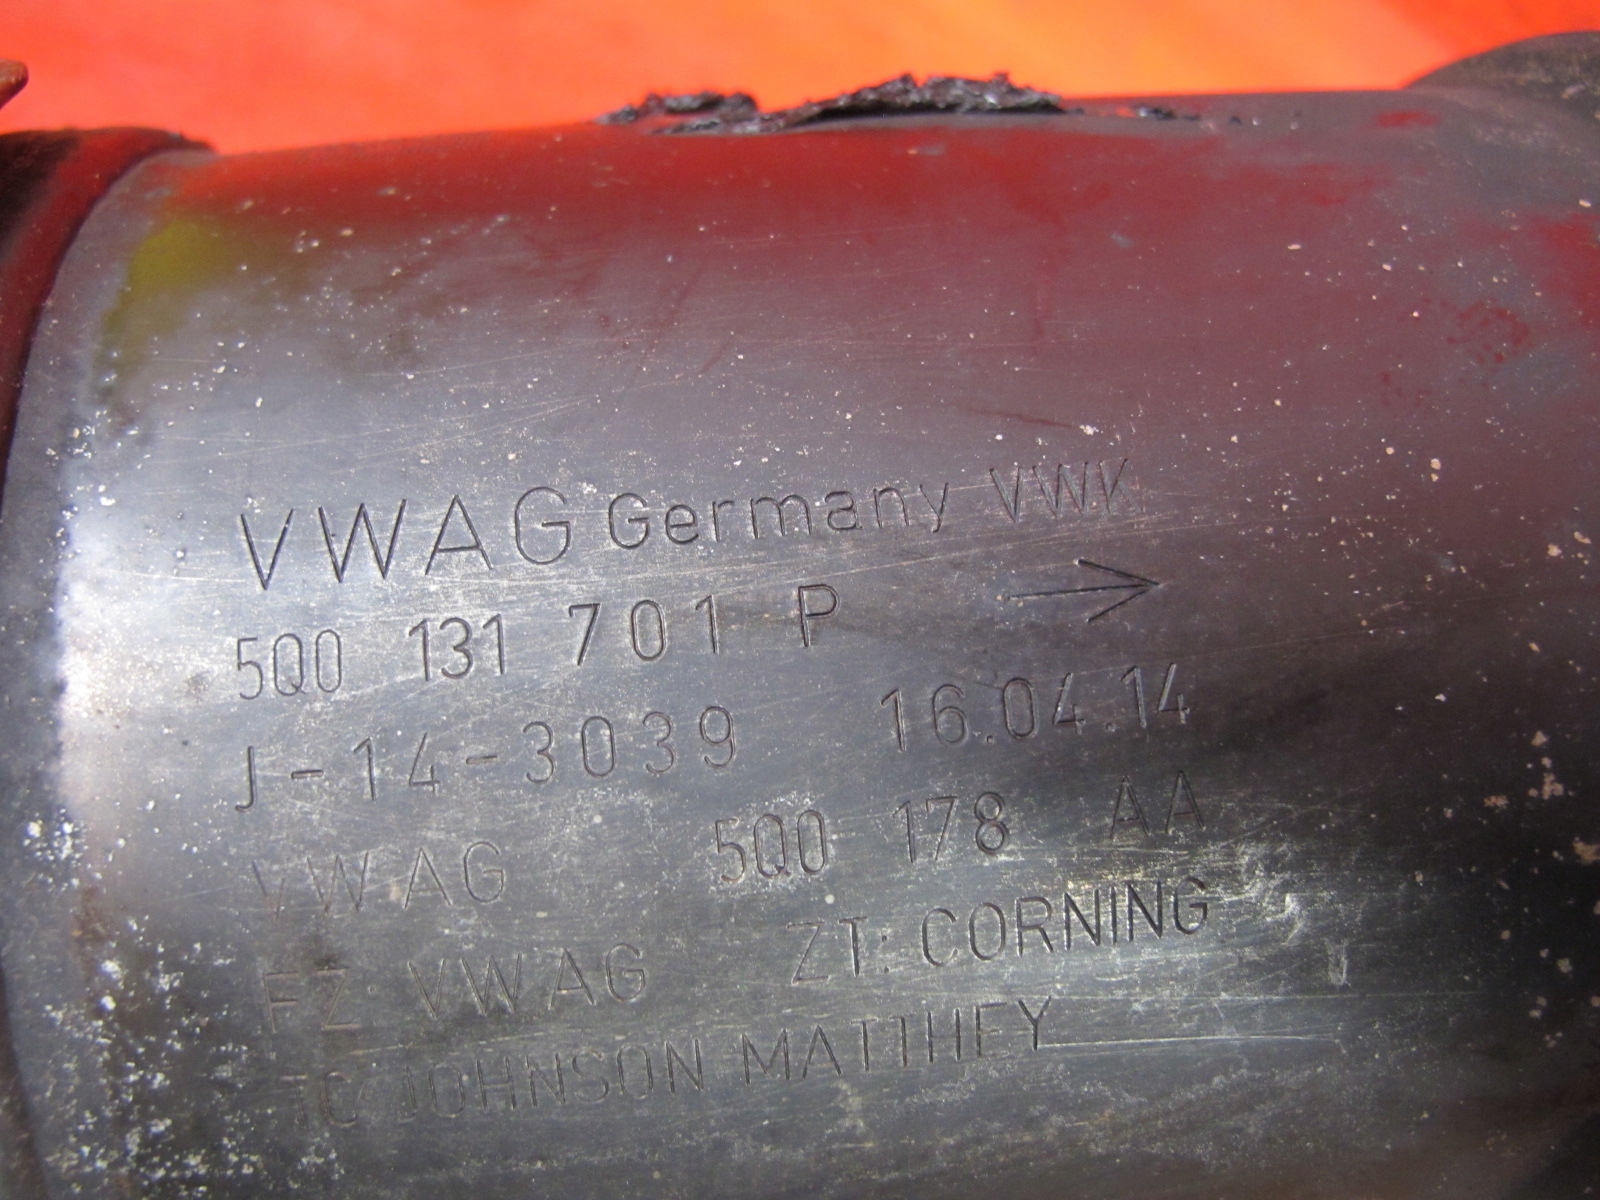 VWAG Germany VWK
5Q0 131 701 P →
J-14-3039 16.04.14
VWAG 5Q0 178 AA
FZ: VWAG ZT: CORNING
TC JOHNSON MATTHEY